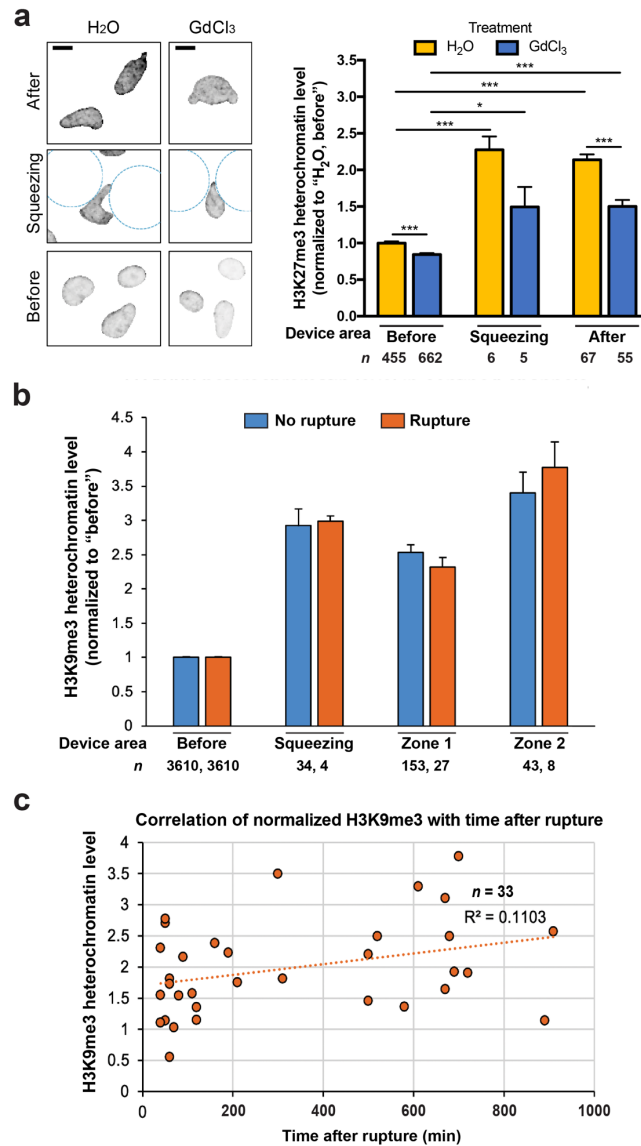 a
H2O
GdCl3
After
Squeezing
Before
Treatment
H2O
GdCl3
H3K27me3 heterochromatin level
(normalized to “H2O, before”)
3.5
3.0
2.5
2.0
1.5
1.0
0.5
0.0
***
***
*
***
***
***
Device area
Before
Squeezing
After
n
455
662
6
5
67
55
b
No rupture
Rupture
H3K9me3 heterochromatin level
(normalized to “before”)
4.5
4
3.5
3
2.5
2
1.5
1
0.5
0
Device area
Before
Squeezing
Zone 1
Zone 2
n
3610, 3610
34, 4
153, 27
43, 8
c
Correlation of normalized H3K9me3 with time after rupture
H3K9me3 heterochromatin level
4
3.5
3
2.5
2
1.5
1
0.5
0
n = 33
R² = 0.1103
0
200
400
600
800
1000
Time after rupture (min)